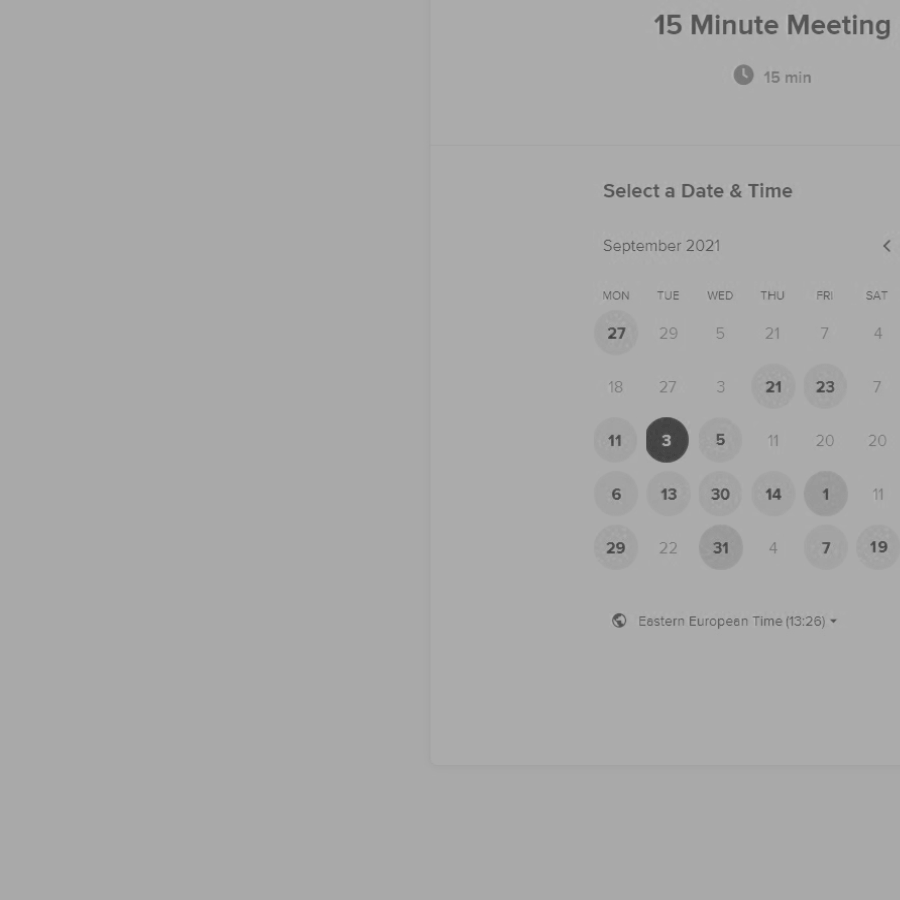 15 Minute Meeting
15 min
Select a Date & Time
September 2021
MON TUE WED THU FRI SAT
27 29 5 21 7 4
18 27 3 21 23 7
11 3 5 11 20 20
6 13 30 14 1 11
29 22 31 4 7 19
Eastern European Time (13:26)